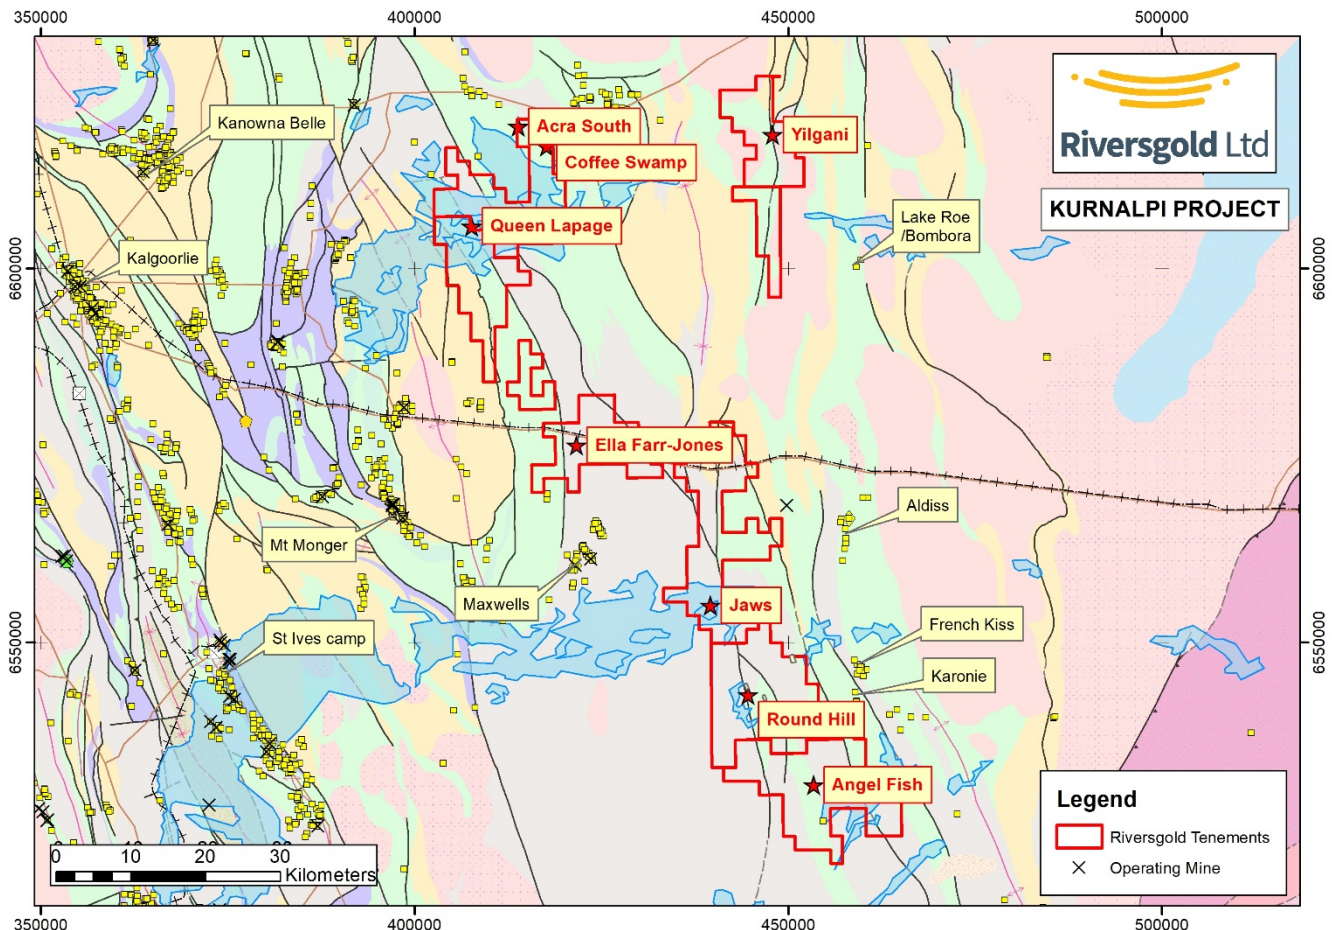 350000
400000
450000
500000
Riversgold Ltd
KURNALPI PROJECT
Kanowna Belle
Acra South
Yilgani
Coffee Swamp
Queen Lapage
Lake Roe
/Bombora
Kalgoorlie
6600000
6600000
Ella Farr-Jones
Aldiss
Mt Monger
Maxwells
Jaws
French Kiss
St Ives camp
6550000
6550000
Karonie
Round Hill
Angel Fish
Legend
Riversgold Tenements
Operating Mine
0 10 20 30
Kilometers
350000
400000
450000
500000